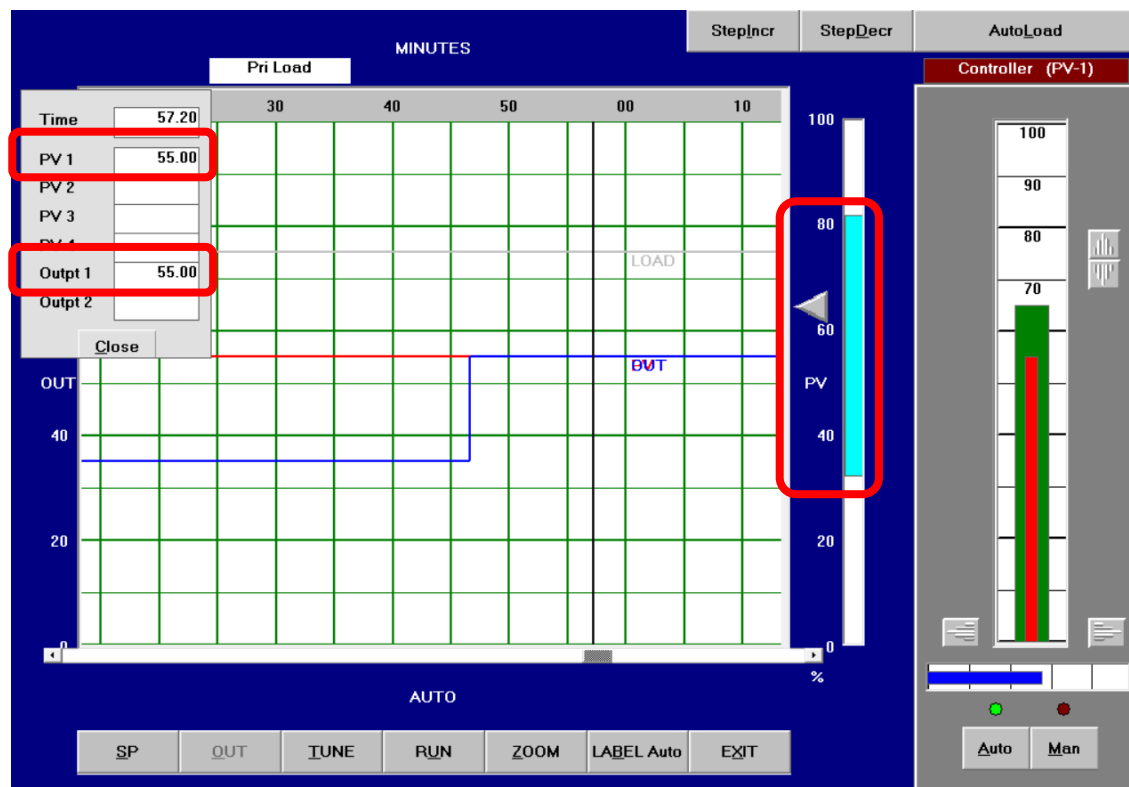 StepIncr StepDecr AutoLoad
MINUTES
Pri Load
Controller (PV-1)
30 40 50 00 10
Time 57.20
PV 1 55.00
PV 2
PV 3
Outpt 1 55.00
Outpt 2
Close
LOAD
OUT
OUT
40
20
0
100
80
60
PV
40
20
0
%
100
90
80
70
AUTO
SP OUT TUNE RUN ZOOM LABEL Auto EXIT
Auto Man